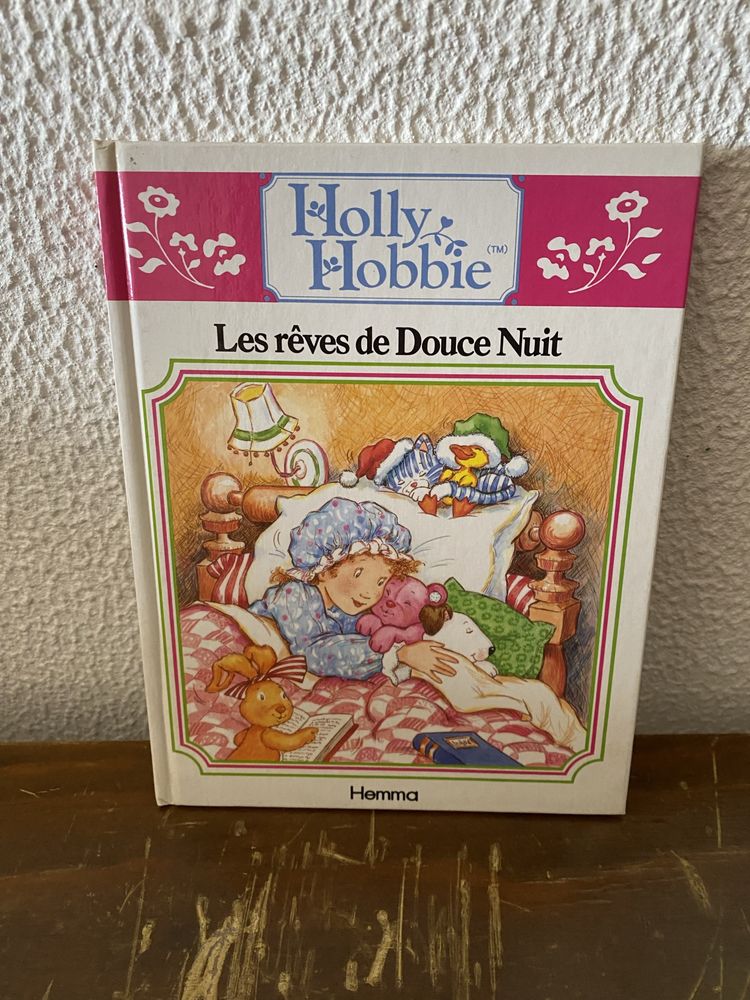 Holly
Hobbie (TM)
Les rêves de Douce Nuit
Hemma